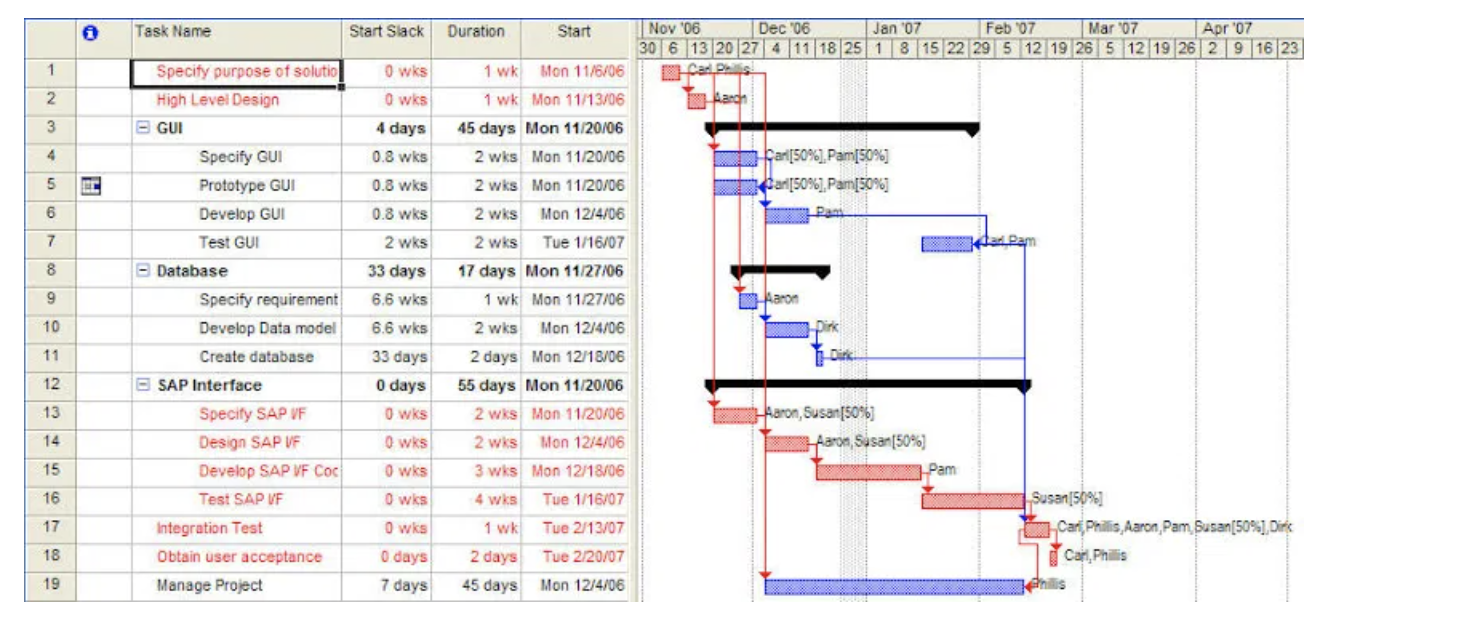 Task Name Start Slack Duration Start Nov '06 Dec '06 Jan '07 Feb '07 Mar '07 Apr '07
30 6 13 20 27 4 11 18 25 1 8 15 22 29 5 12 19 26 5 12 19 26 2 9 16 23
1 Specify purpose of solutio 0 wks 1 wk Mon 11/6/06 Carl,Phillis
2 High Level Design 0 wks 1 wk Mon 11/13/06 Aaron
3 GUI 4 days 45 days Mon 11/20/06
4 Specify GUI 0.8 wks 2 wks Mon 11/20/06 Carl[50%],Pam[50%]
5 Prototype GUI 0.8 wks 2 wks Mon 11/20/06 Carl[50%],Pam[50%]
6 Develop GUI 0.8 wks 2 wks Mon 12/4/06 Pam
7 Test GUI 2 wks 2 wks Tue 1/16/07 Carl,Pam
8 Database 33 days 17 days Mon 11/27/06
9 Specify requirement 6.6 wks 1 wk Mon 11/27/06 Aaron
10 Develop Data model 6.6 wks 2 wks Mon 12/4/06 Dirk
11 Create database 33 days 2 days Mon 12/18/06 Dirk
12 SAP Interface 0 days 55 days Mon 11/20/06
13 Specify SAP I/F 0 wks 2 wks Mon 11/20/06 Aaron,Susan[50%]
14 Design SAP I/F 0 wks 2 wks Mon 12/4/06 Aaron,Susan[50%]
15 Develop SAP I/F Coc 0 wks 3 wks Mon 12/18/06 Pam
16 Test SAP I/F 0 wks 4 wks Tue 1/16/07 Susan[50%]
17 Integration Test 0 wks 1 wk Tue 2/13/07 Carl,Phillis,Aaron,Pam,Susan[50%],Dirk
18 Obtain user acceptance 0 days 2 days Tue 2/20/07 Carl,Phillis
19 Manage Project 7 days 45 days Mon 12/4/06 Phillis